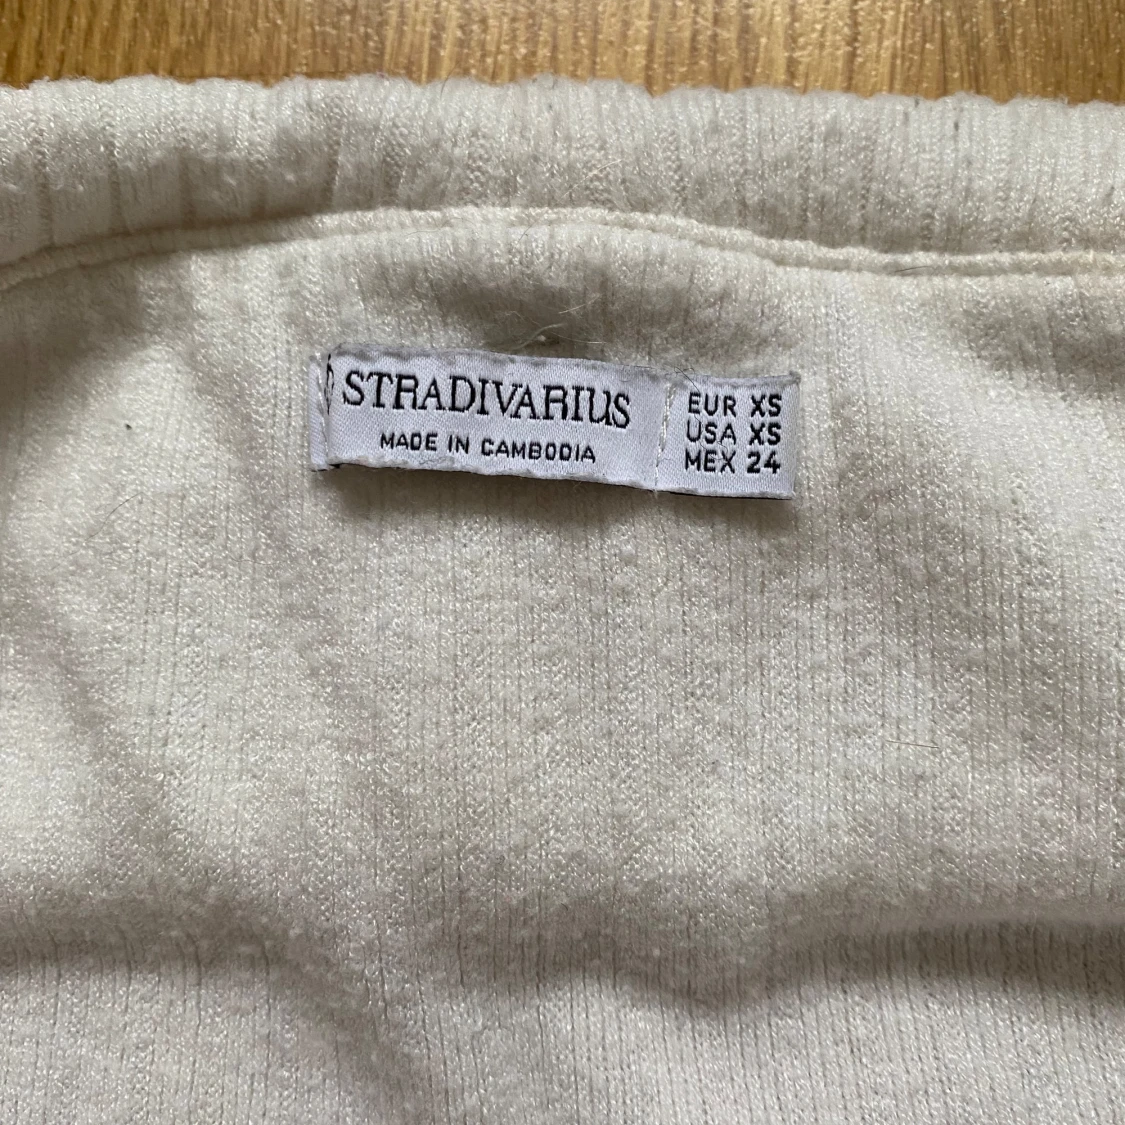 STRADIVARIUS
MADE IN CAMBODIA
EUR XS
USA XS
MEX 24